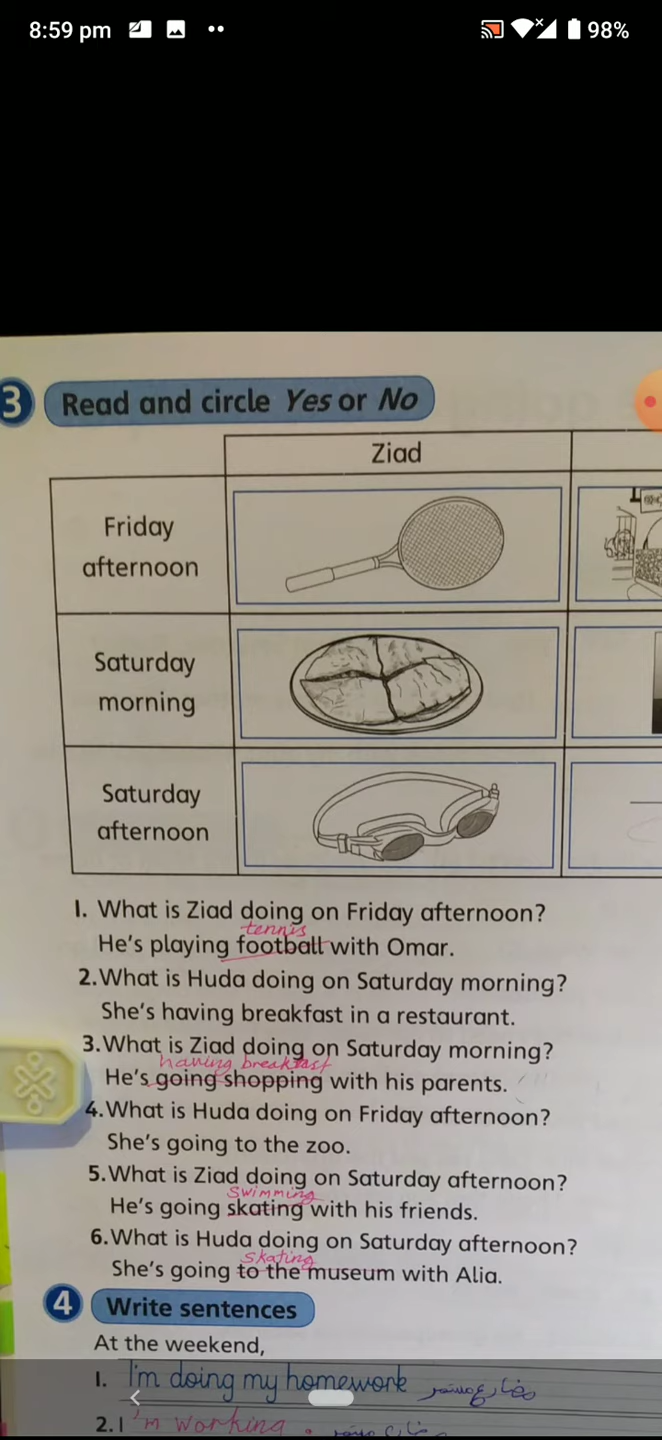 8:59 pm 98%
3 Read and circle Yes or No
Ziad
Friday
afternoon
Saturday
morning
Saturday
afternoon
1. What is Ziad doing on Friday afternoon?
tennis
He's playing football with Omar.
2. What is Huda doing on Saturday morning?
She's having breakfast in a restaurant.
3. What is Ziad doing on Saturday morning?
having breakfast
He's going shopping with his parents.
4. What is Huda doing on Friday afternoon?
She's going to the zoo.
5. What is Ziad doing on Saturday afternoon?
swimming
He's going skating with his friends.
6. What is Huda doing on Saturday afternoon?
skating
She's going to the museum with Alia.
4 Write sentences
At the weekend,
1. I'm doing my homework مضارع مستمر
2. I'm working.